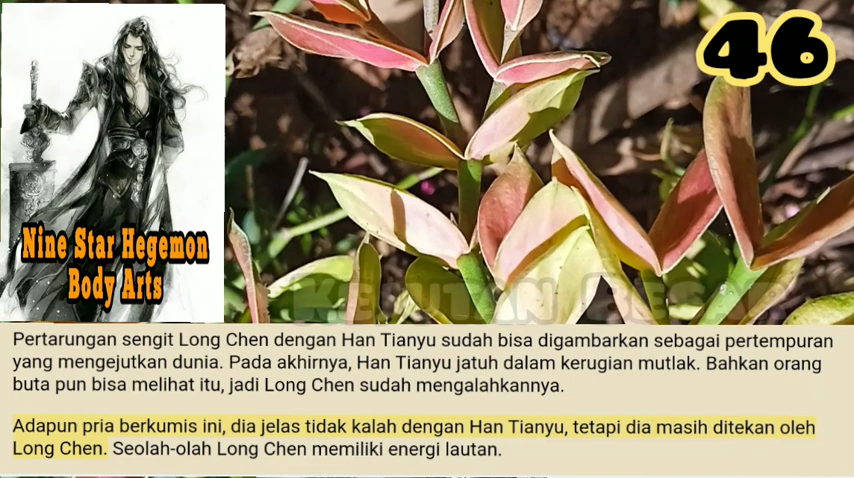 46
Nine Star Hegemon
Body Arts
Pertarungan sengit Long Chen dengan Han Tianyu sudah bisa digambarkan sebagai pertempuran
yang mengejutkan dunia. Pada akhirnya, Han Tianyu jatuh dalam kerugian mutlak. Bahkan orang
buta pun bisa melihat itu, jadi Long Chen sudah mengalahkannya.
Adapun pria berkumis ini, dia jelas tidak kalah dengan Han Tianyu, tetapi dia masih ditekan oleh
Long Chen. Seolah-olah Long Chen memiliki energi lautan.